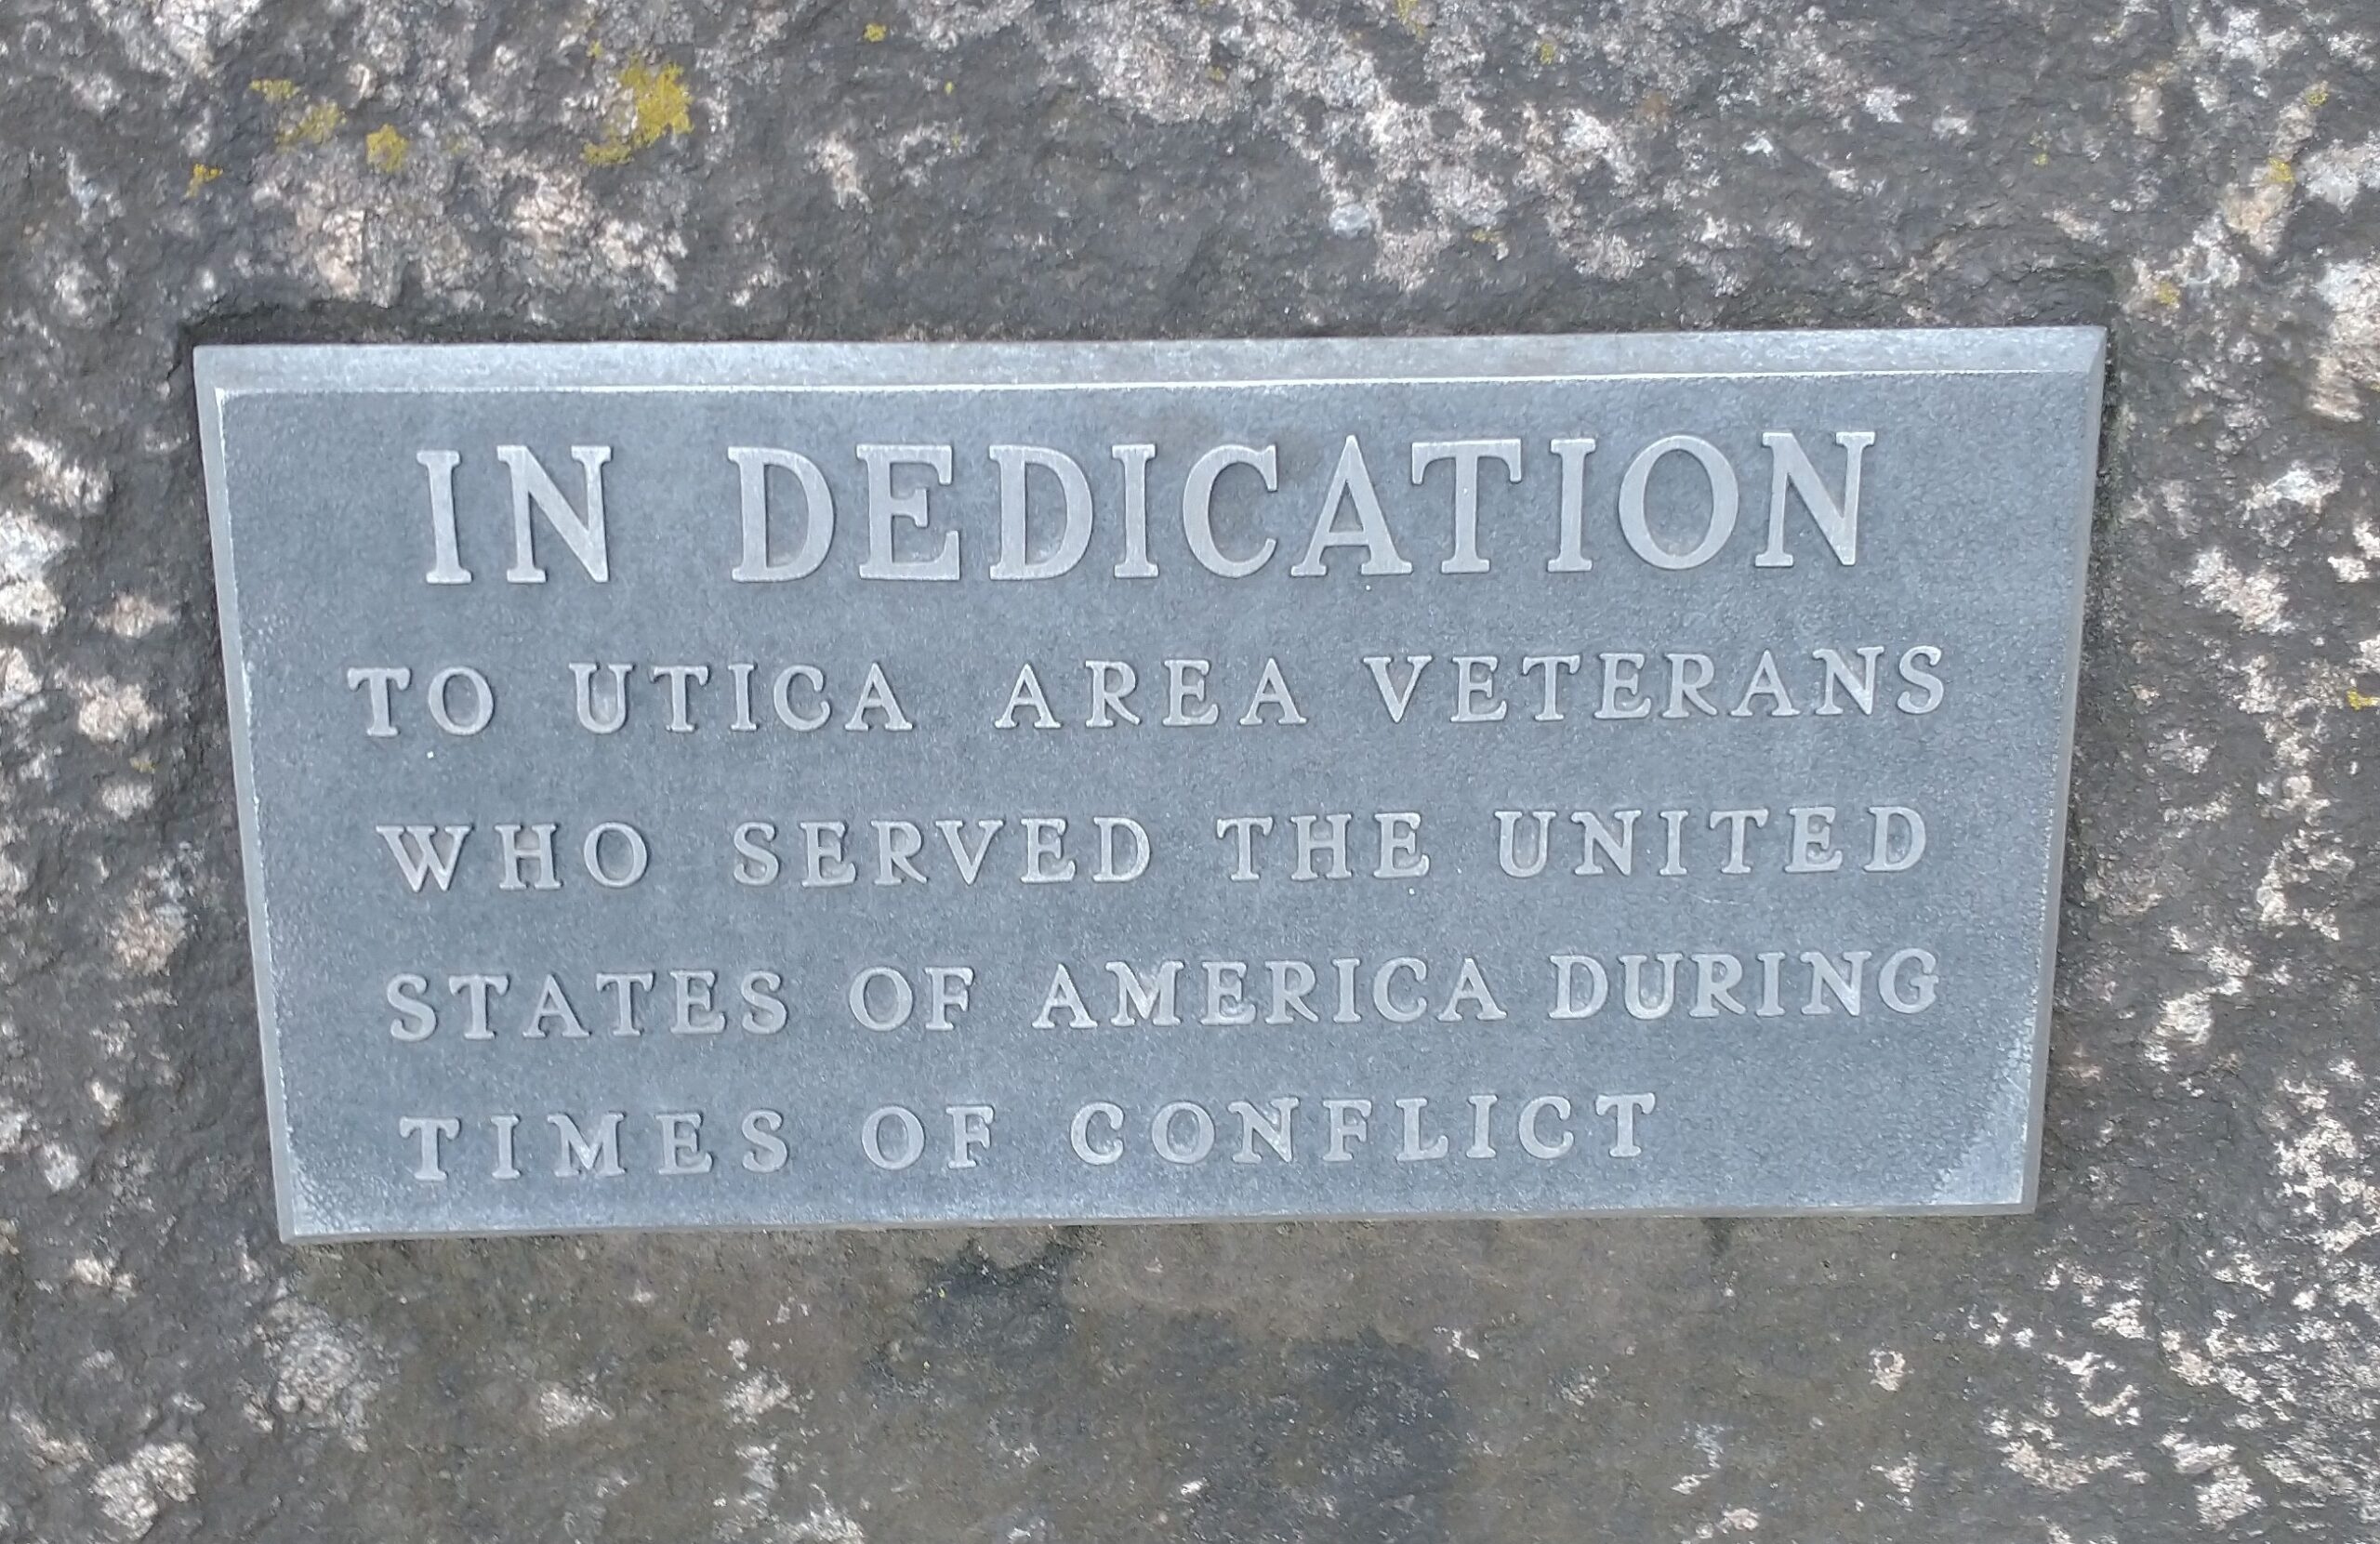 IN DEDICATION
TO UTICA AREA VETERANS
WHO SERVED THE UNITED
STATES OF AMERICA DURING
TIMES OF CONFLICT